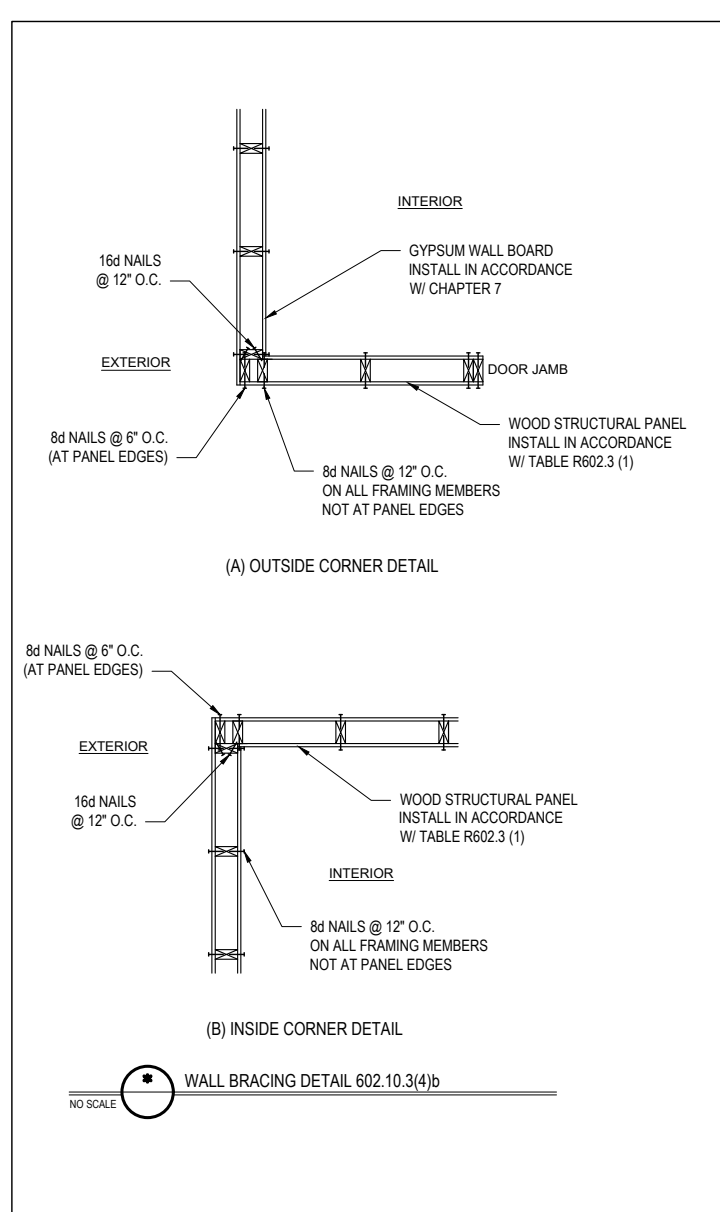 INTERIOR
GYPSUM WALL BOARD
INSTALL IN ACCORDANCE
W/ CHAPTER 7
16d NAILS
@ 12" O.C.
EXTERIOR
DOOR JAMB
8d NAILS @ 6" O.C.
(AT PANEL EDGES)
WOOD STRUCTURAL PANEL
INSTALL IN ACCORDANCE
W/ TABLE R602.3 (1)
8d NAILS @ 12" O.C.
ON ALL FRAMING MEMBERS
NOT AT PANEL EDGES
(A) OUTSIDE CORNER DETAIL
8d NAILS @ 6" O.C.
(AT PANEL EDGES)
EXTERIOR
16d NAILS
@ 12" O.C.
WOOD STRUCTURAL PANEL
INSTALL IN ACCORDANCE
W/ TABLE R602.3 (1)
INTERIOR
8d NAILS @ 12" O.C.
ON ALL FRAMING MEMBERS
NOT AT PANEL EDGES
(B) INSIDE CORNER DETAIL
*
WALL BRACING DETAIL 602.10.3(4)b
NO SCALE